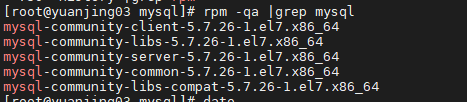 [root@yuanjing03 mysql]# rpm -qa |grep mysql
mysql-community-client-5.7.26-1.el7.x86_64
mysql-community-libs-5.7.26-1.el7.x86_64
mysql-community-server-5.7.26-1.el7.x86_64
mysql-community-common-5.7.26-1.el7.x86_64
mysql-community-libs-compat-5.7.26-1.el7.x86_64
[root@yuanjing03 mysql]# date